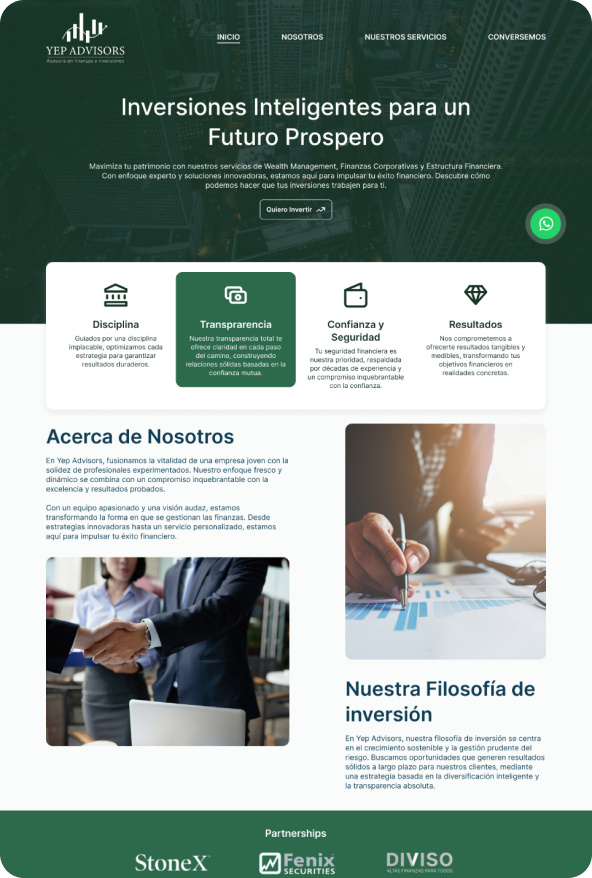 YEP ADVISORS
Asesoría en finanzas e inversiones
INICIO
NOSOTROS
NUESTROS SERVICIOS
CONVERSEMOS
Inversiones Inteligentes para un
Futuro Prospero
Maximiza tu patrimonio con nuestros servicios de Wealth Management, Finanzas Corporativas y Estructura Financiera.
Con enfoque experto y soluciones innovadoras, estamos aquí para impulsar tu éxito financiero. Descubre cómo
podemos hacer que tus inversiones trabajen para ti.
Quiero Invertir
Disciplina
Guiados por una disciplina
implacable, optimizamos cada
estrategia para garantizar
resultados duraderos.
Transprarencia
Nuestra transparencia total te
ofrece claridad en cada paso
del camino, construyendo
relaciones sólidas basadas en la
confianza mutua.
Confianza y
Seguridad
Tu seguridad financiera es
nuestra prioridad, respaldada
por décadas de experiencia y
un compromiso inquebrantable
con la confianza.
Resultados
Nos comprometemos a
ofrecerte resultados tangibles y
medibles, transformando tus
objetivos financieros en
realidades concretas.
Acerca de Nosotros
En Yep Advisors, fusionamos la vitalidad de una empresa joven con la
solidez de profesionales experimentados. Nuestro enfoque fresco y
dinámico se combina con un compromiso inquebrantable con la
excelencia y resultados probados.
Con un equipo apasionado y una visión audaz, estamos
transformando la forma en que se gestionan las finanzas. Desde
estrategias innovadoras hasta un servicio personalizado, estamos
aquí para impulsar tu éxito financiero.
Nuestra Filosofía de
inversión
En Yep Advisors, nuestra filosofía de inversión se centra
en el crecimiento sostenible y la gestión prudente del
riesgo. Buscamos oportunidades que generen resultados
sólidos a largo plazo para nuestros clientes, mediante
una estrategia basada en la diversificación inteligente y
la transparencia absoluta.
Partnerships
StoneX
Fenix
SECURITIES
DIVISO
ALTAS FINANZAS PARA TODOS